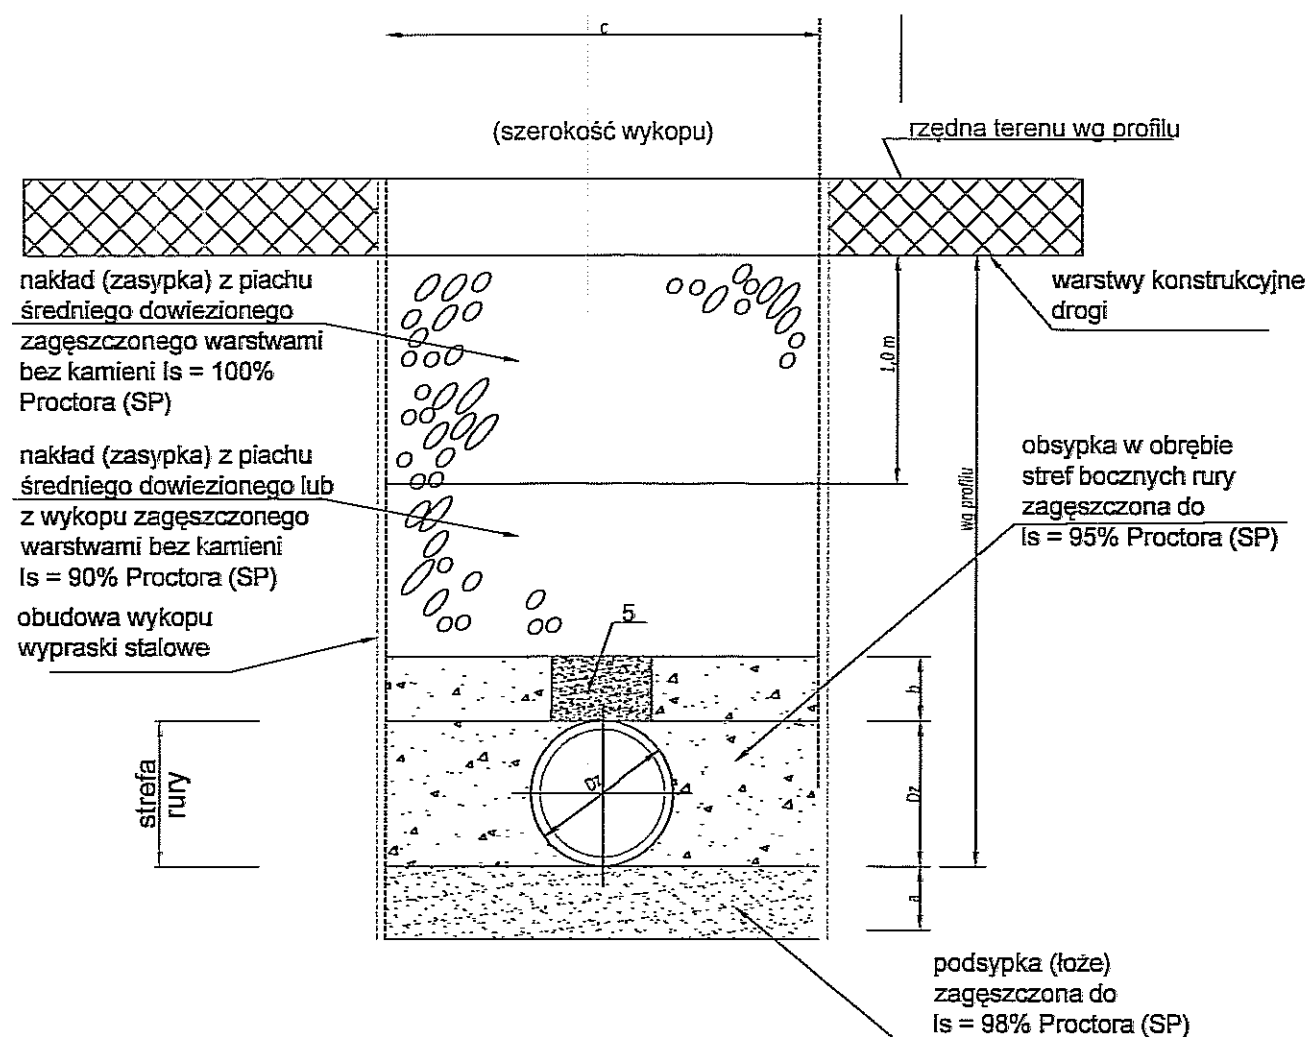 c
(szerokość wykopu)
rzędna terenu wg profilu
nakład (zasypka) z piachu
średniego dowiezionego
zagęszczonego warstwami
bez kamieni Is = 100%
Proctora (SP)
warstwy konstrukcyjne
drogi
1,0 m
nakład (zasypka) z piachu
średniego dowiezionego lub
z wykopu zagęszczonego
warstwami bez kamieni
Is = 90% Proctora (SP)
wg profilu
obsypka w obrębie
stref bocznych rury
zagęszczona do
Is = 95% Proctora (SP)
obudowa wykopu
wypraski stalowe
5
b
strefa
rury
Dz
Dz
a
podsypka (łoże)
zagęszczona do
Is = 98% Proctora (SP)